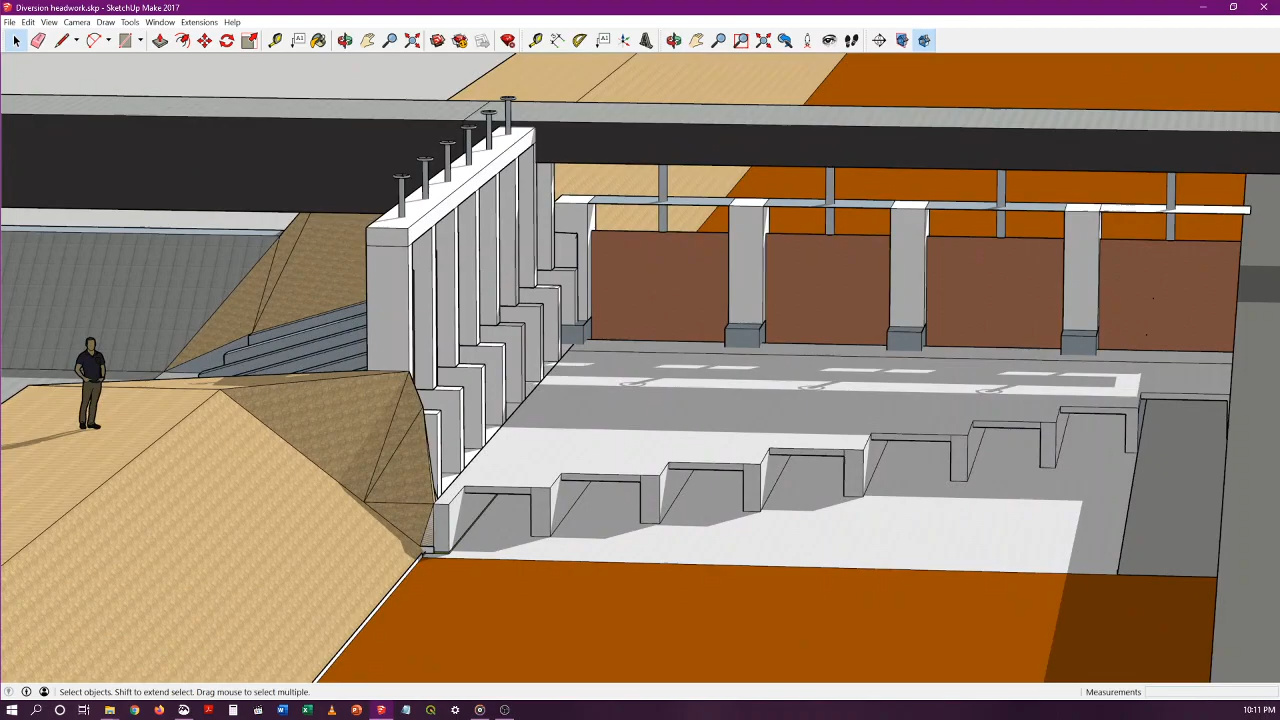 Diversion headwork.skp - SketchUp Make 2017
File Edit View Camera Draw Tools Window Extensions Help
Select objects. Shift to extend select. Drag mouse to select multiple.
Measurements
10:11 PM